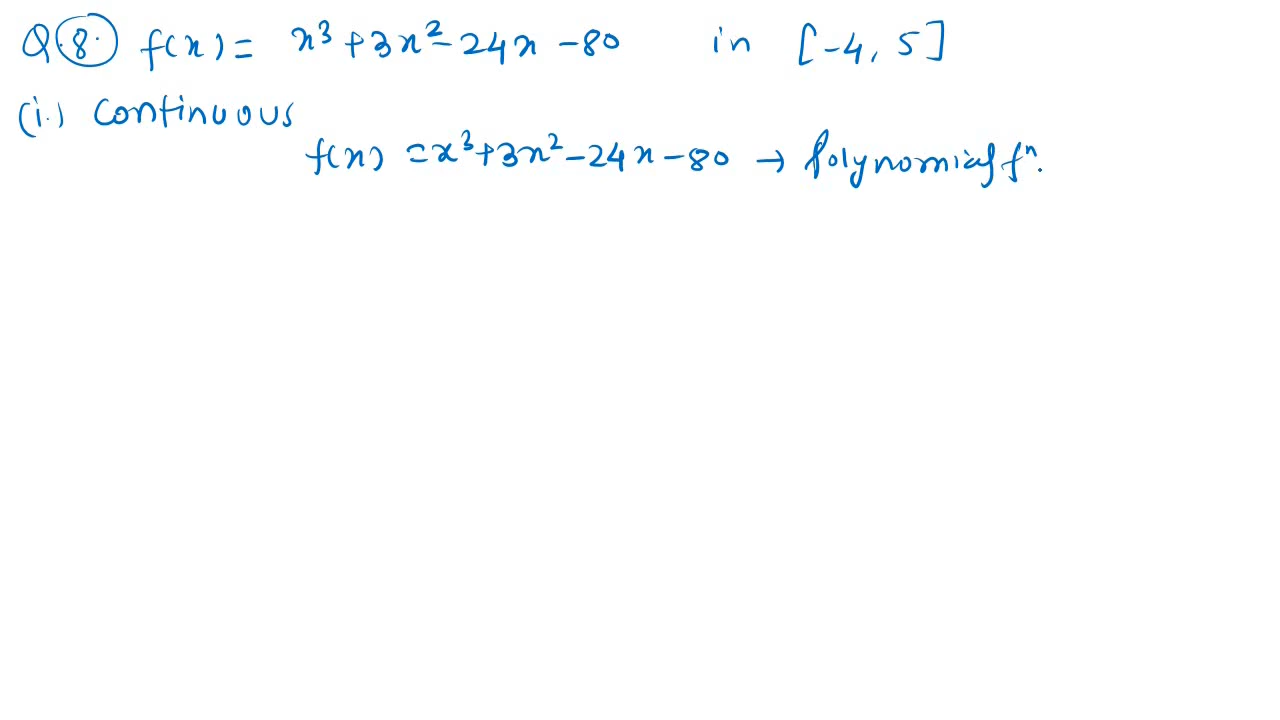 Q 8. f(x) = x³ + 3x² - 24x - 80 in [-4, 5]
(i.) Continuous
f(x) = x³ + 3x² - 24x - 80 → Polynomial fⁿ.